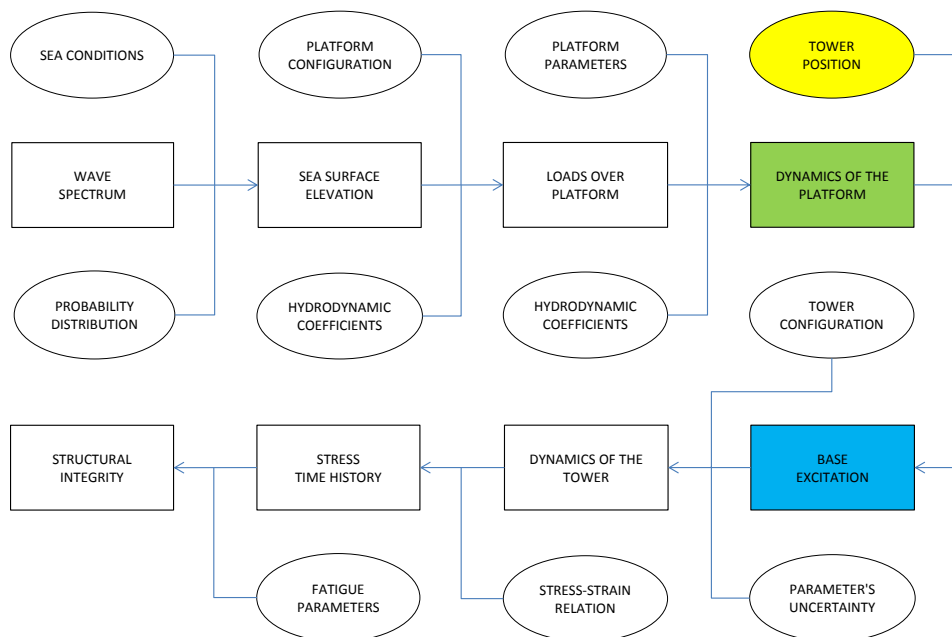 SEA CONDITIONS
PLATFORM
CONFIGURATION
PLATFORM
PARAMETERS
TOWER
POSITION
WAVE
SPECTRUM
SEA SURFACE
ELEVATION
LOADS OVER
PLATFORM
DYNAMICS OF THE
PLATFORM
PROBABILITY
DISTRIBUTION
HYDRODYNAMIC
COEFFICIENTS
HYDRODYNAMIC
COEFFICIENTS
TOWER
CONFIGURATION
STRUCTURAL
INTEGRITY
STRESS
TIME HISTORY
DYNAMICS OF THE
TOWER
BASE
EXCITATION
FATIGUE
PARAMETERS
STRESS-STRAIN
RELATION
PARAMETER'S
UNCERTAINTY